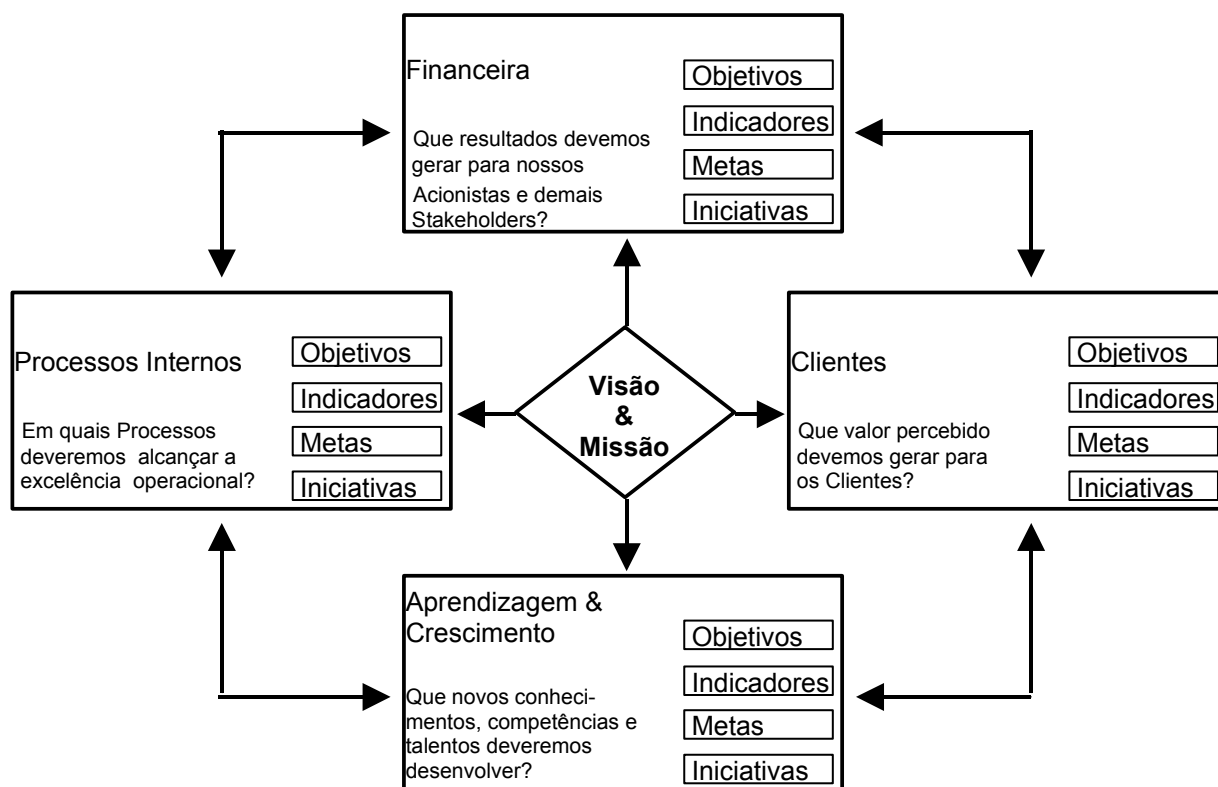 Financeira
Que resultados devemos
gerar para nossos
Acionistas e demais
Stakeholders?
Objetivos
Indicadores
Metas
Iniciativas
Processos Internos
Em quais Processos
deveremos  alcançar a
excelência  operacional?
Objetivos
Indicadores
Metas
Iniciativas
Visão
&
Missão
Clientes
Que valor percebido
devemos gerar para
os Clientes?
Objetivos
Indicadores
Metas
Iniciativas
Aprendizagem &
Crescimento
Que novos conheci-
mentos, competências e
talentos deveremos
desenvolver?
Objetivos
Indicadores
Metas
Iniciativas